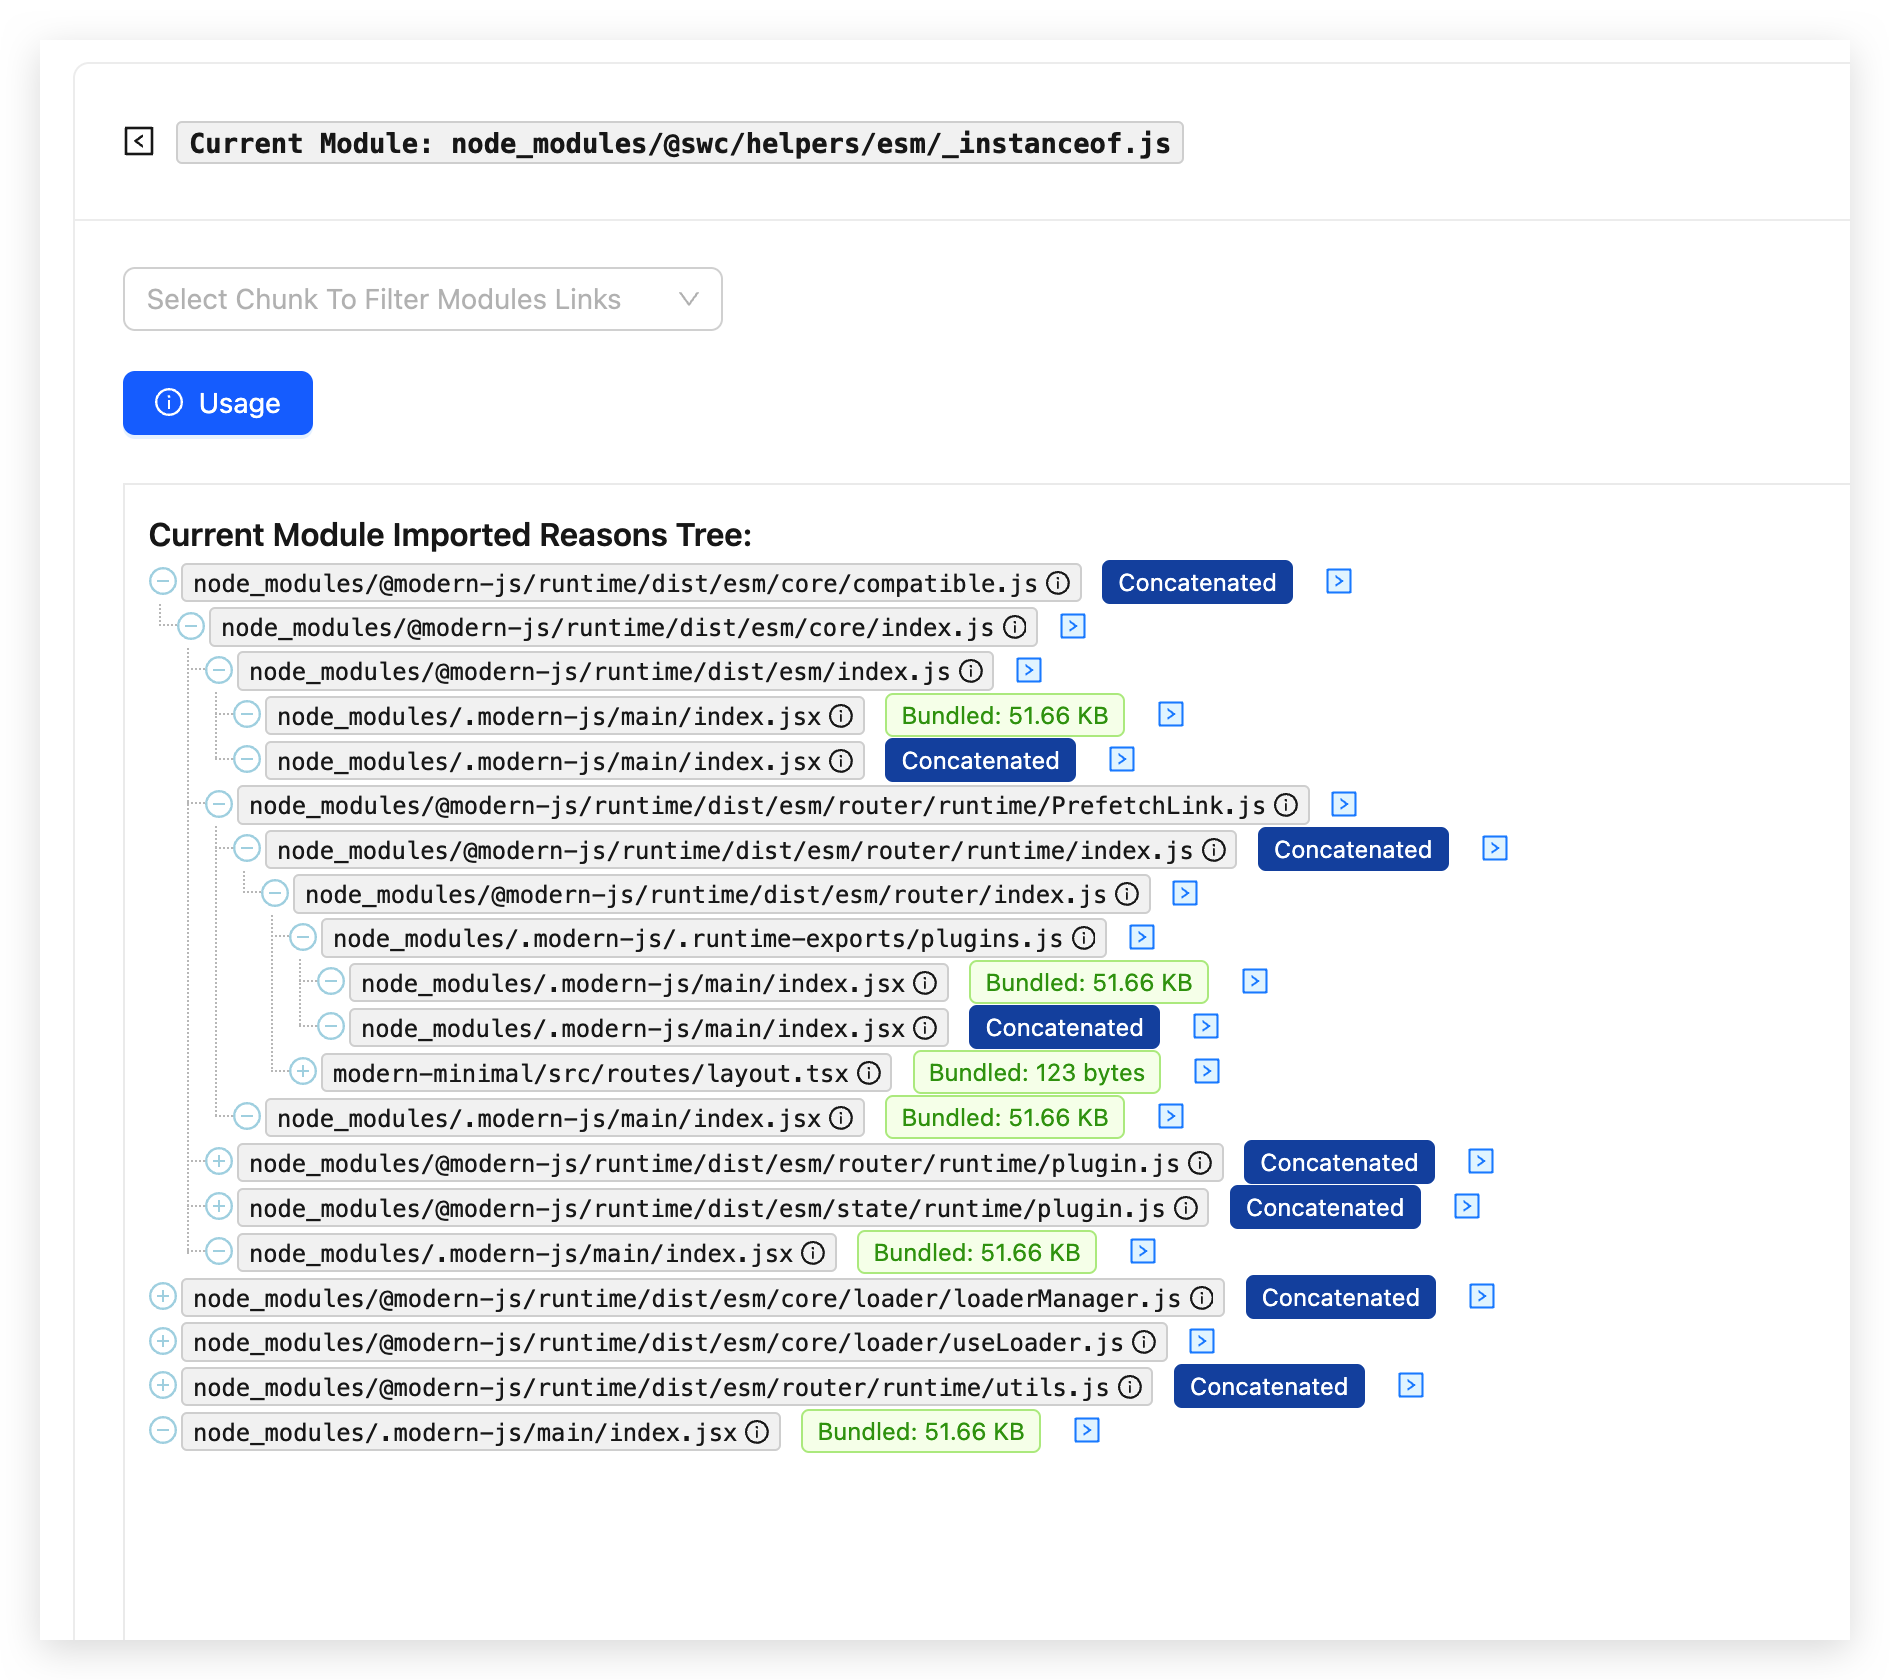 Current Module: node_modules/@swc/helpers/esm/_instanceof.js
Select Chunk To Filter Modules Links
Usage
Current Module Imported Reasons Tree:
node_modules/@modern-js/runtime/dist/esm/core/compatible.js Concatenated
node_modules/@modern-js/runtime/dist/esm/core/index.js
node_modules/@modern-js/runtime/dist/esm/index.js
node_modules/.modern-js/main/index.jsx Bundled: 51.66 KB
node_modules/.modern-js/main/index.jsx Concatenated
node_modules/@modern-js/runtime/dist/esm/router/runtime/PrefetchLink.js
node_modules/@modern-js/runtime/dist/esm/router/runtime/index.js Concatenated
node_modules/@modern-js/runtime/dist/esm/router/index.js
node_modules/.modern-js/.runtime-exports/plugins.js
node_modules/.modern-js/main/index.jsx Bundled: 51.66 KB
node_modules/.modern-js/main/index.jsx Concatenated
modern-minimal/src/routes/layout.tsx Bundled: 123 bytes
node_modules/.modern-js/main/index.jsx Bundled: 51.66 KB
node_modules/@modern-js/runtime/dist/esm/router/runtime/plugin.js Concatenated
node_modules/@modern-js/runtime/dist/esm/state/runtime/plugin.js Concatenated
node_modules/.modern-js/main/index.jsx Bundled: 51.66 KB
node_modules/@modern-js/runtime/dist/esm/core/loader/loaderManager.js Concatenated
node_modules/@modern-js/runtime/dist/esm/core/loader/useLoader.js
node_modules/@modern-js/runtime/dist/esm/router/runtime/utils.js Concatenated
node_modules/.modern-js/main/index.jsx Bundled: 51.66 KB